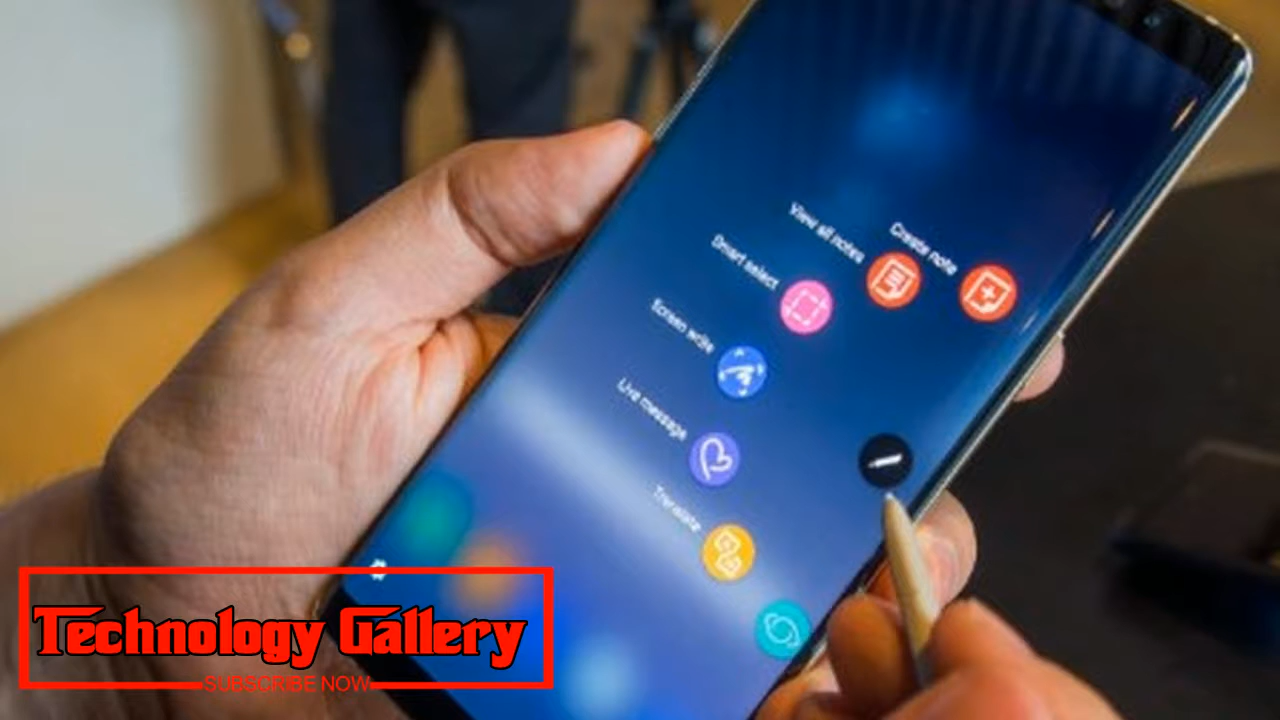 Create note
View all notes
Smart select
Screen write
Live message
Translate
Technology Gallery
SUBSCRIBE NOW